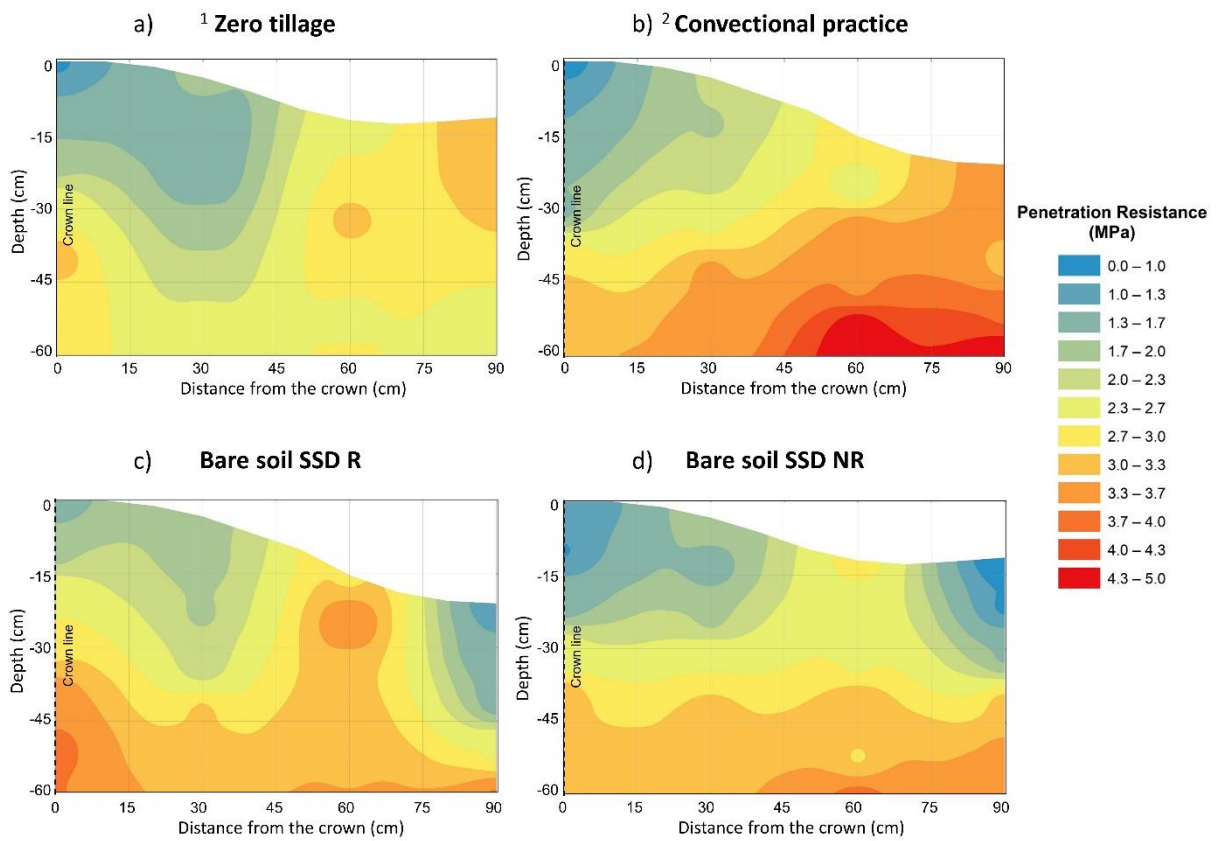 a) ¹ Zero tillage
b) ² Convectional practice
0
-15
-30
-45
-60
Depth (cm)
Crown line
0 15 30 45 60 75 90
Distance from the crown (cm)
0
-15
-30
-45
-60
Depth (cm)
Crown line
0 15 30 45 60 75 90
Distance from the crown (cm)
Penetration Resistance
(MPa)
0.0 – 1.0
1.0 – 1.3
1.3 – 1.7
1.7 – 2.0
2.0 – 2.3
2.3 – 2.7
2.7 – 3.0
3.0 – 3.3
3.3 – 3.7
3.7 – 4.0
4.0 – 4.3
4.3 – 5.0
c) Bare soil SSD R
d) Bare soil SSD NR
0
-15
-30
-45
-60
Depth (cm)
Crown line
0 15 30 45 60 75 90
Distance from the crown (cm)
0
-15
-30
-45
-60
Depth (cm)
Crown line
0 15 30 45 60 75 90
Distance from the crown (cm)